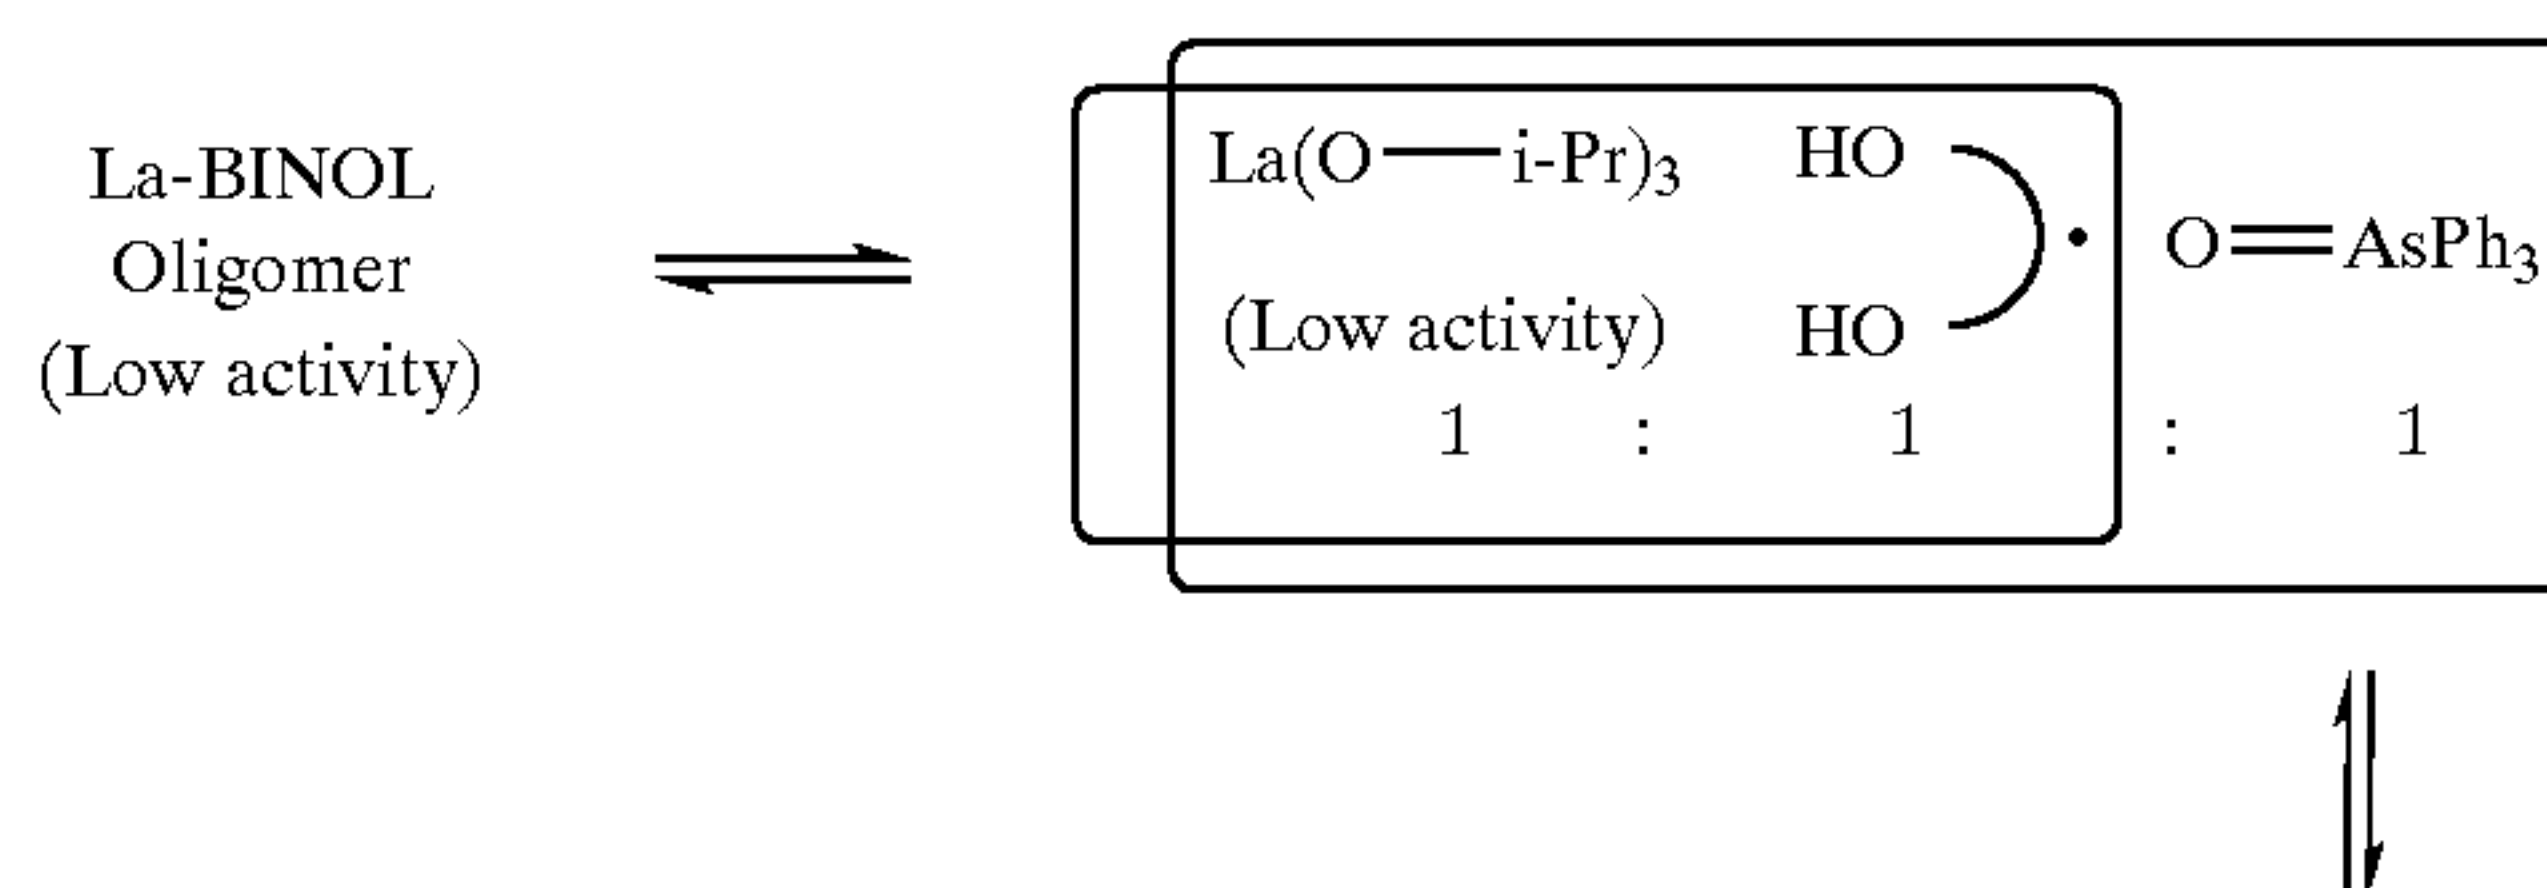 La-BINOL
Oligomer
(Low activity)
La(O—i-Pr)₃ HO
• O=AsPh₃
(Low activity) HO
1 : 1 : 1